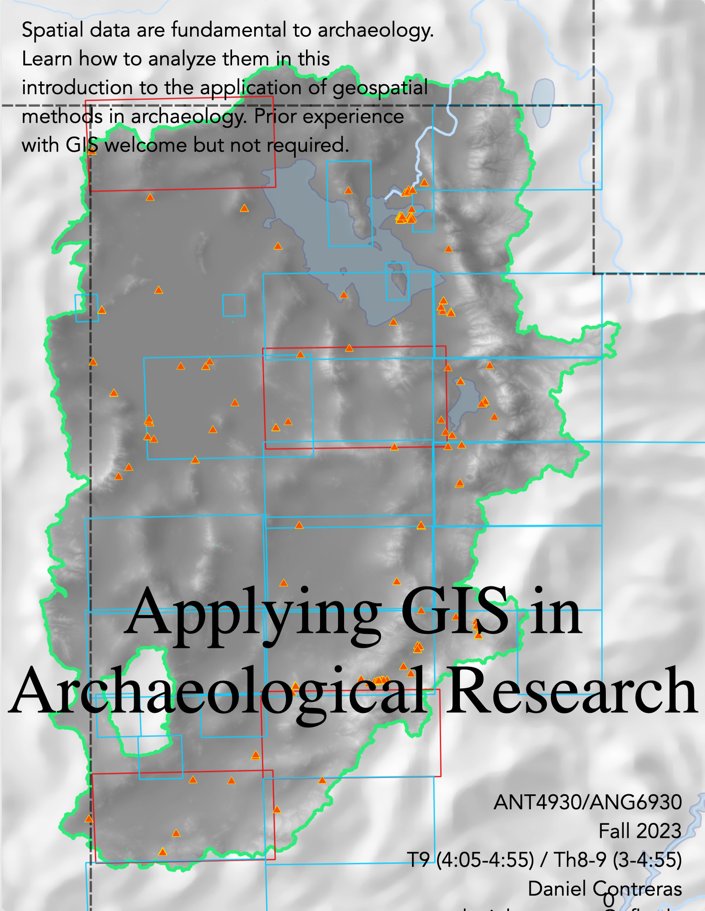 Spatial data are fundamental to archaeology.
Learn how to analyze them in this
introduction to the application of geospatial
methods in archaeology. Prior experience
with GIS welcome but not required.
Applying GIS in
Archaeological Research
ANT4930/ANG6930
Fall 2023
T9 (4:05-4:55) / Th8-9 (3-4:55)
Daniel Contreras
0